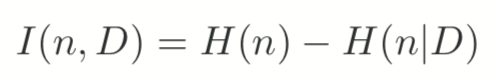 I(n, D) = H(n) − H(n|D)